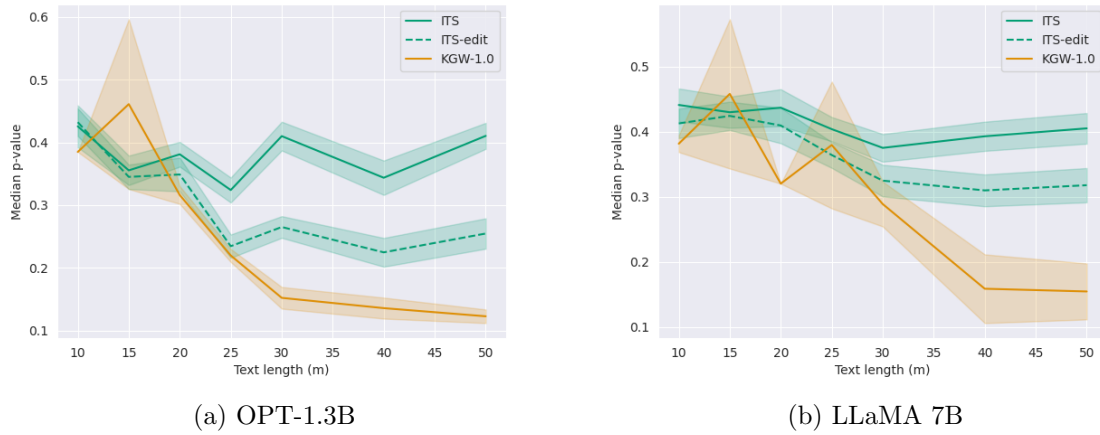 0.6
0.5
0.4
0.3
0.2
0.1
Median p-value
10 15 20 25 30 35 40 45 50
Text length (m)
ITS
ITS-edit
KGW-1.0
(a) OPT-1.3B
0.5
0.4
0.3
0.2
0.1
Median p-value
10 15 20 25 30 35 40 45 50
Text length (m)
ITS
ITS-edit
KGW-1.0
(b) LLaMA 7B